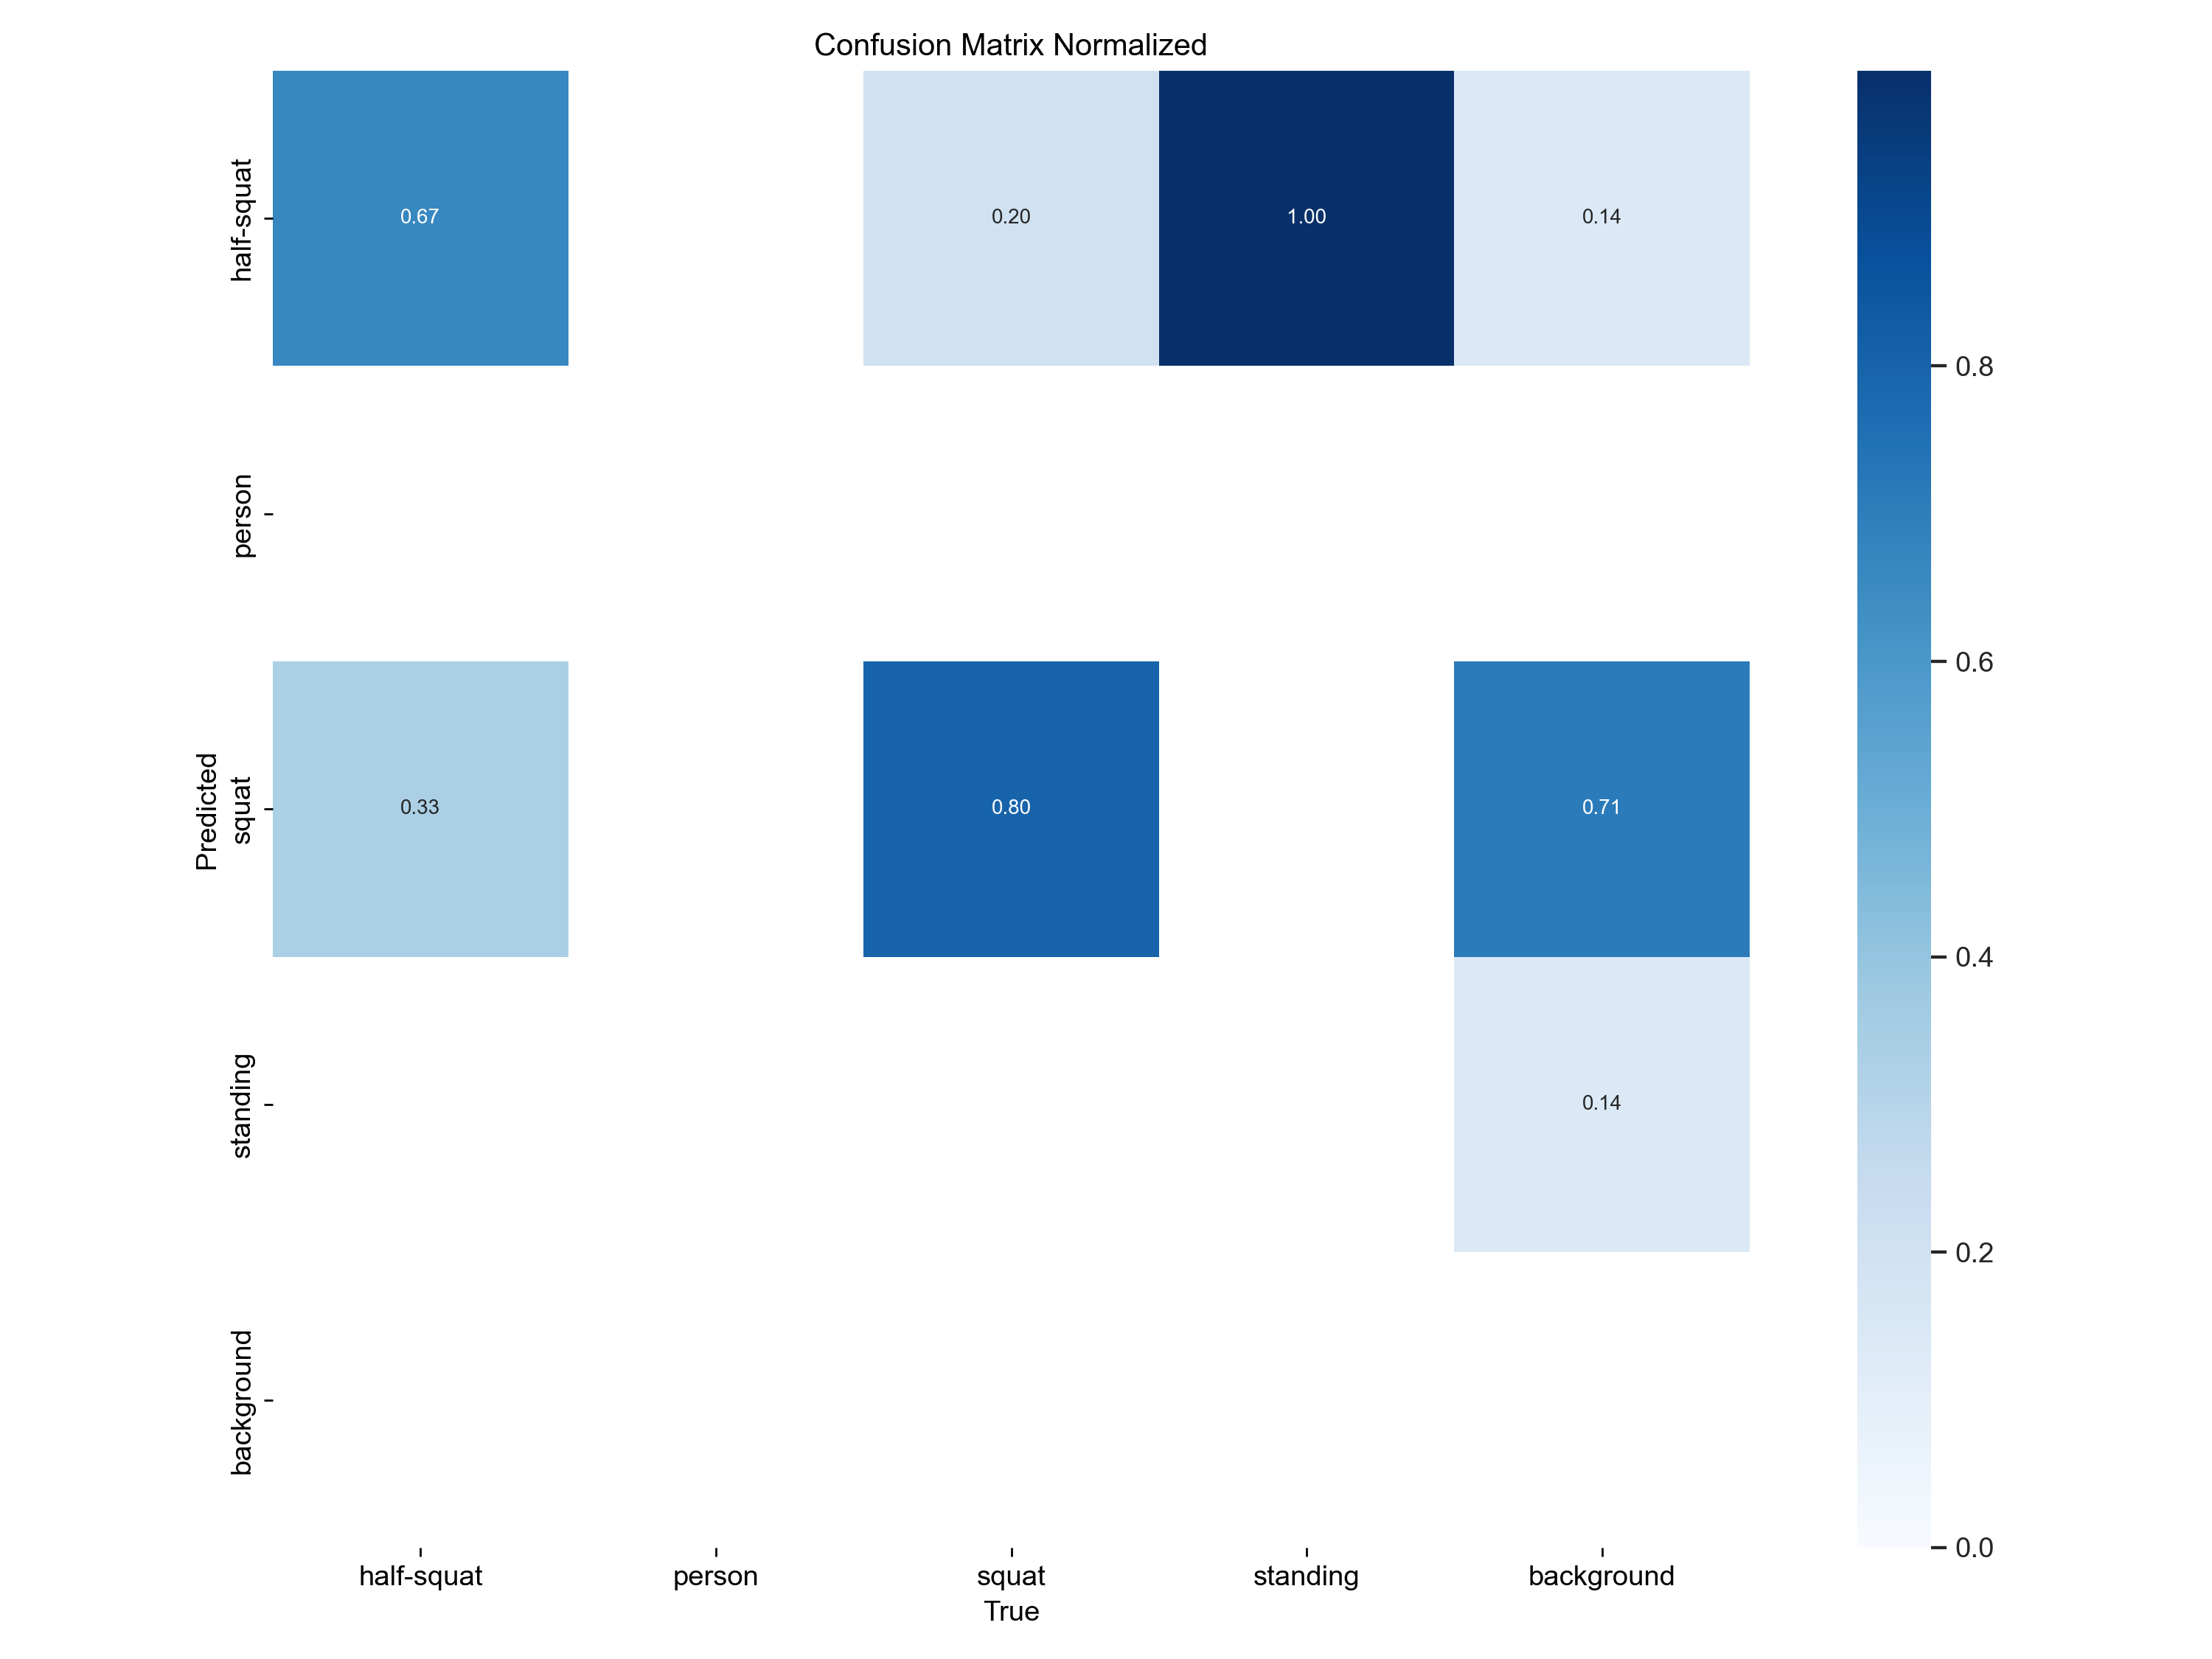 Confusion Matrix Normalized
half-squat
0.67
0.20
1.00
0.14
person
Predicted
squat
0.33
0.80
0.71
standing
0.14
background
half-squat
person
squat
standing
background
True
0.8
0.6
0.4
0.2
0.0